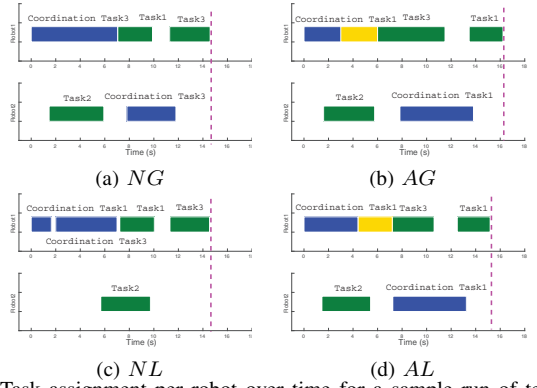 Coordination Task3 Task1 Task3
Robot1
0 2 4 6 8 10 12 14 16 18
Task2 Coordination Task3
Robot2
0 2 4 6 8 10 12 14 16 18
Time (s)
(a) NG
Coordination Task1 Task3 Task2
Robot1
0 2 4 6 8 10 12 14 16 18
Task2 Coordination Task1
Robot2
0 2 4 6 8 10 12 14 16 18
Time (s)
(b) AG
Coordination Task1 Task1 Task3
Robot1
Coordination Task3
0 2 4 6 8 10 12 14 16 18
Task2
Robot2
0 2 4 6 8 10 12 14 16 18
Time (s)
(c) NL
Coordination Task1 Task3 Task1
Robot1
0 2 4 6 8 10 12 14 16 18
Task2 Coordination Task1
Robot2
0 2 4 6 8 10 12 14 16 18
Time (s)
(d) AL
Task assignment per robot over time for a sample run of